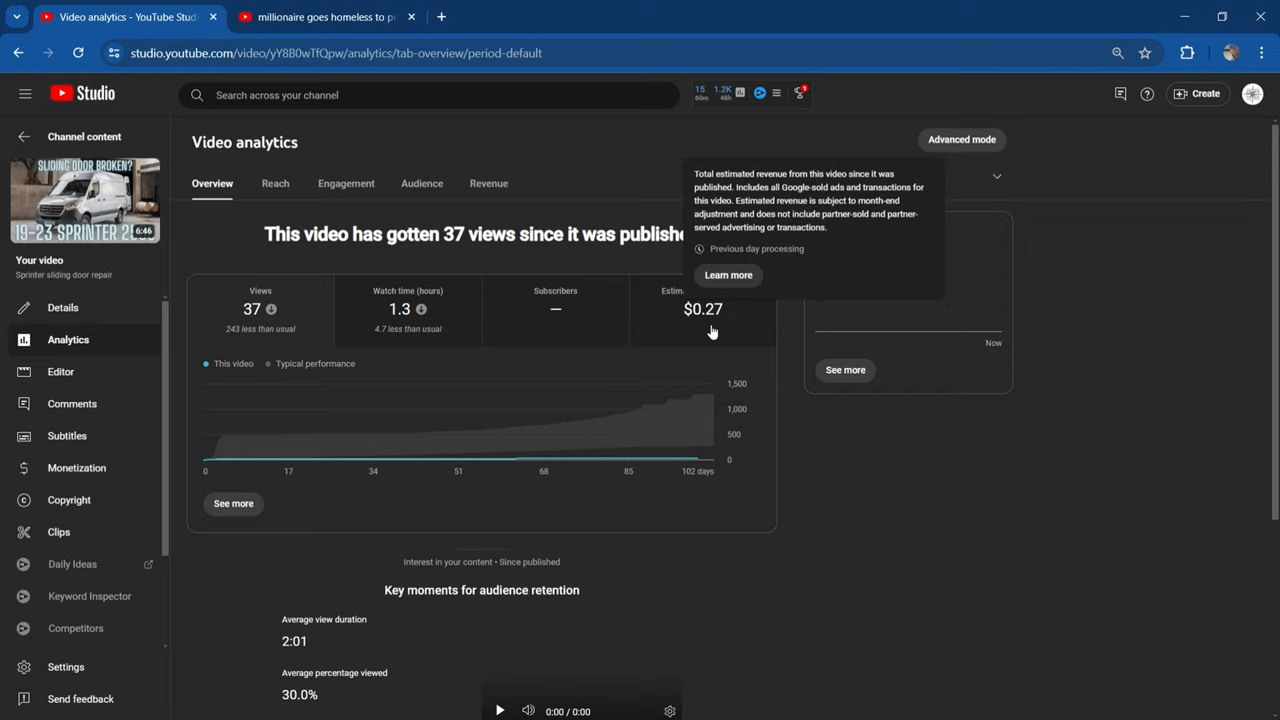 Video analytics - YouTube Studi
millionaire goes homeless to p
studio.youtube.com/video/yY8B0wTfQpw/analytics/tab-overview/period-default
Studio
Search across your channel
15
60m
1.2K
48h
1
Create
Channel content
SLIDING DOOR BROKEN?
19-23 SPRINTER 25
6:46
Your video
Sprinter sliding door repair
Details
Analytics
Editor
Comments
Subtitles
Monetization
Copyright
Clips
Daily Ideas
Keyword Inspector
Competitors
Settings
Send feedback
Video analytics
Advanced mode
Overview
Reach
Engagement
Audience
Revenue
Total estimated revenue from this video since it was
published. Includes all Google-sold ads and transactions for
this video. Estimated revenue is subject to month-end
adjustment and does not include partner-sold and partner-
served advertising or transactions.
Previous day processing
Learn more
This video has gotten 37 views since it was publishe
Views
37
243 less than usual
Watch time (hours)
1.3
4.7 less than usual
Subscribers
—
Estim
$0.27
This video
Typical performance
1,500
1,000
500
0
0
17
34
51
68
85
102 days
See more
Now
See more
Interest in your content • Since published
Key moments for audience retention
Average view duration
2:01
Average percentage viewed
30.0%
0:00 / 0:00